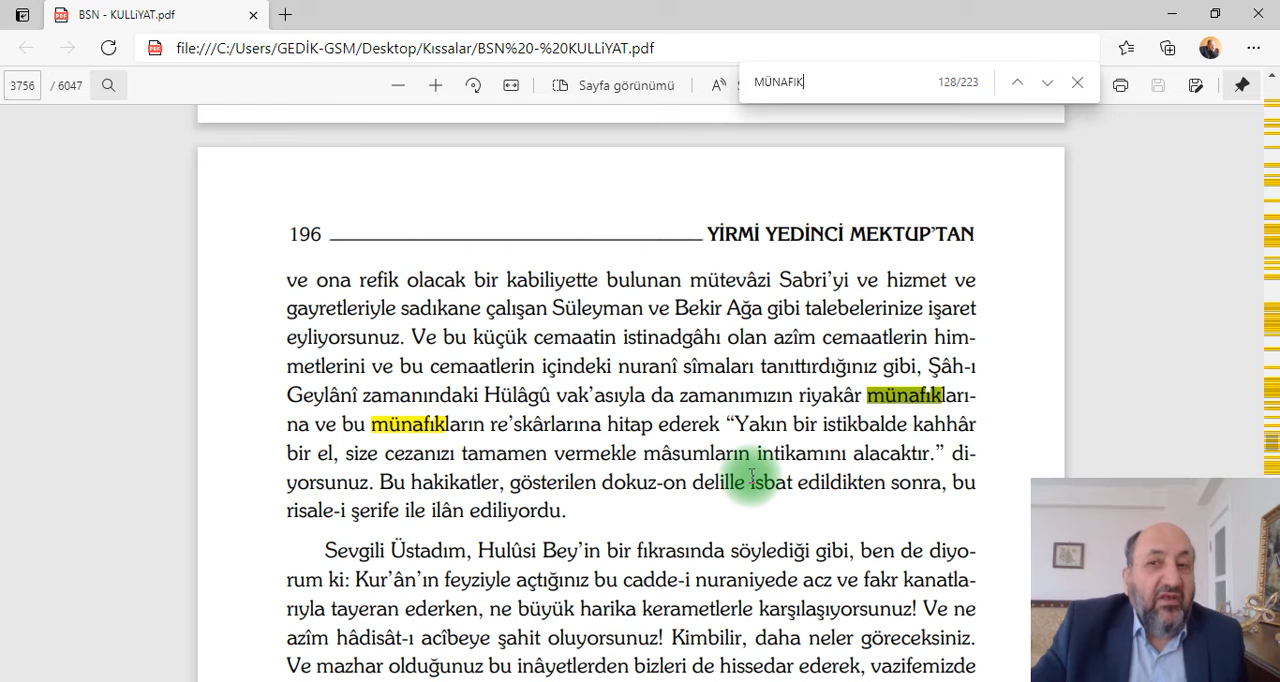 BSN - KULLiYAT.pdf
file:///C:/Users/GEDİK-GSM/Desktop/Kıssalar/BSN%20-%20KULLiYAT.pdf
3756 / 6047
Sayfa görünümü
MÜNAFIK
128/223
196
YİRMİ YEDİNCİ MEKTUP’TAN
ve ona refik olacak bir kabiliyette bulunan mütevâzi Sabri’yi ve hizmet ve
gayretleriyle sadıkane çalışan Süleyman ve Bekir Ağa gibi talebelerinize işaret
eyliyorsunuz. Ve bu küçük cemaatin istinadgâhı olan azîm cemaatlerin him-
metlerini ve bu cemaatlerin içindeki nuranî sîmaları tanıttırdığınız gibi, Şâh-ı
Geylânî zamanındaki Hülâgû vak’asıyla da zamanımızın riyakâr münafıkları-
na ve bu münafıkların re’skârlarına hitap ederek “Yakın bir istikbalde kahhâr
bir el, size cezanızı tamamen vermekle mâsumların intikamını alacaktır.” di-
yorsunuz. Bu hakikatler, gösterilen dokuz-on delille isbat edildikten sonra, bu
risale-i şerife ile ilân ediliyordu.
Sevgili Üstadım, Hulûsi Bey’in bir fıkrasında söylediği gibi, ben de diyo-
rum ki: Kur’ân’ın feyziyle açtığınız bu cadde-i nuraniyede acz ve fakr kanatla-
rıyla tayeran ederken, ne büyük harika kerametlerle karşılaşıyorsunuz! Ve ne
azîm hâdisât-ı acîbeye şahit oluyorsunuz! Kimbilir, daha neler göreceksiniz.
Ve mazhar olduğunuz bu inâyetlerden bizleri de hissedar ederek, vazifemizde